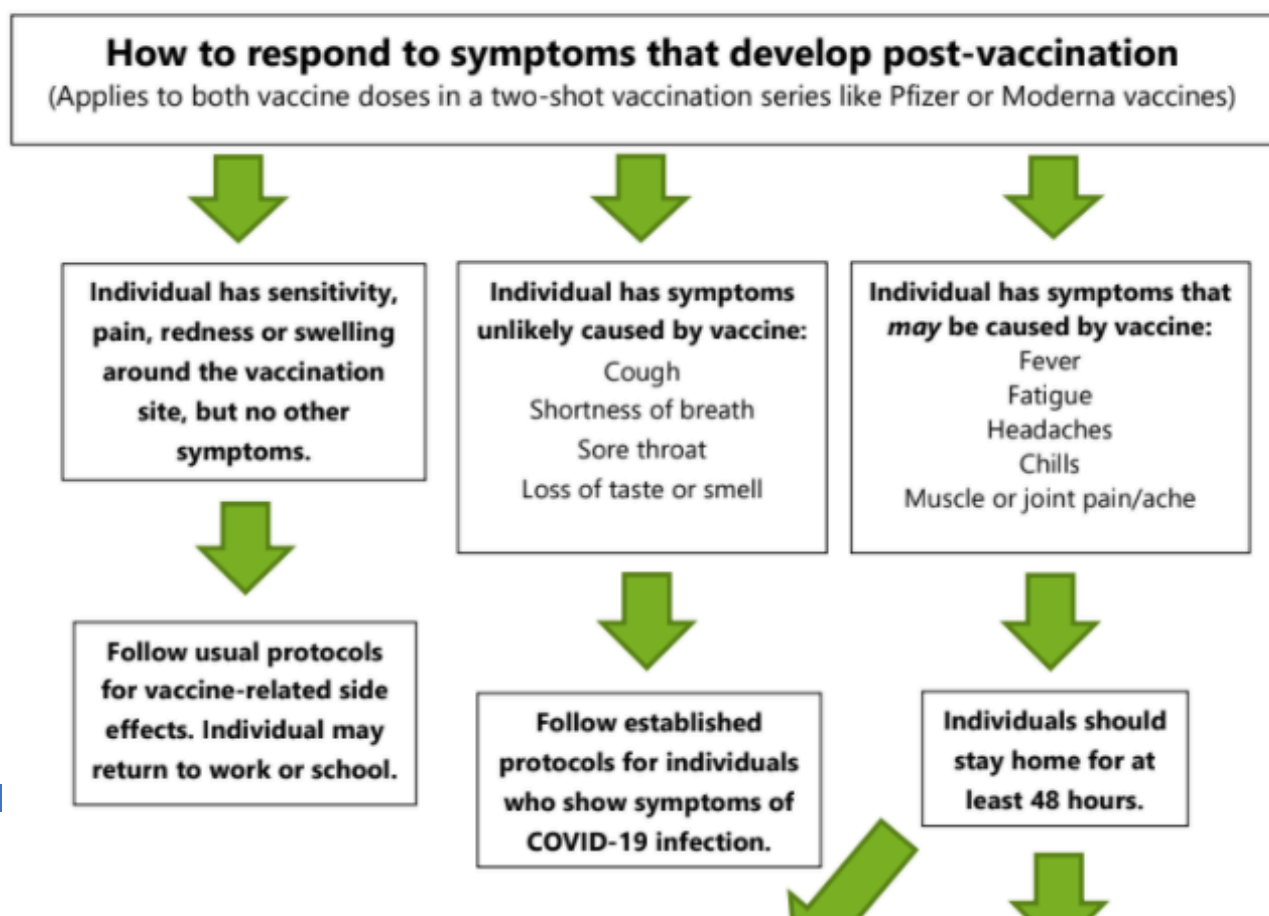 How to respond to symptoms that develop post-vaccination
(Applies to both vaccine doses in a two-shot vaccination series like Pfizer or Moderna vaccines)
Individual has sensitivity,
pain, redness or swelling
around the vaccination
site, but no other
symptoms.
Individual has symptoms
unlikely caused by vaccine:
Cough
Shortness of breath
Sore throat
Loss of taste or smell
Individual has symptoms that
may be caused by vaccine:
Fever
Fatigue
Headaches
Chills
Muscle or joint pain/ache
Follow usual protocols
for vaccine-related side
effects. Individual may
return to work or school.
Follow established
protocols for individuals
who show symptoms of
COVID-19 infection.
Individuals should
stay home for at
least 48 hours.